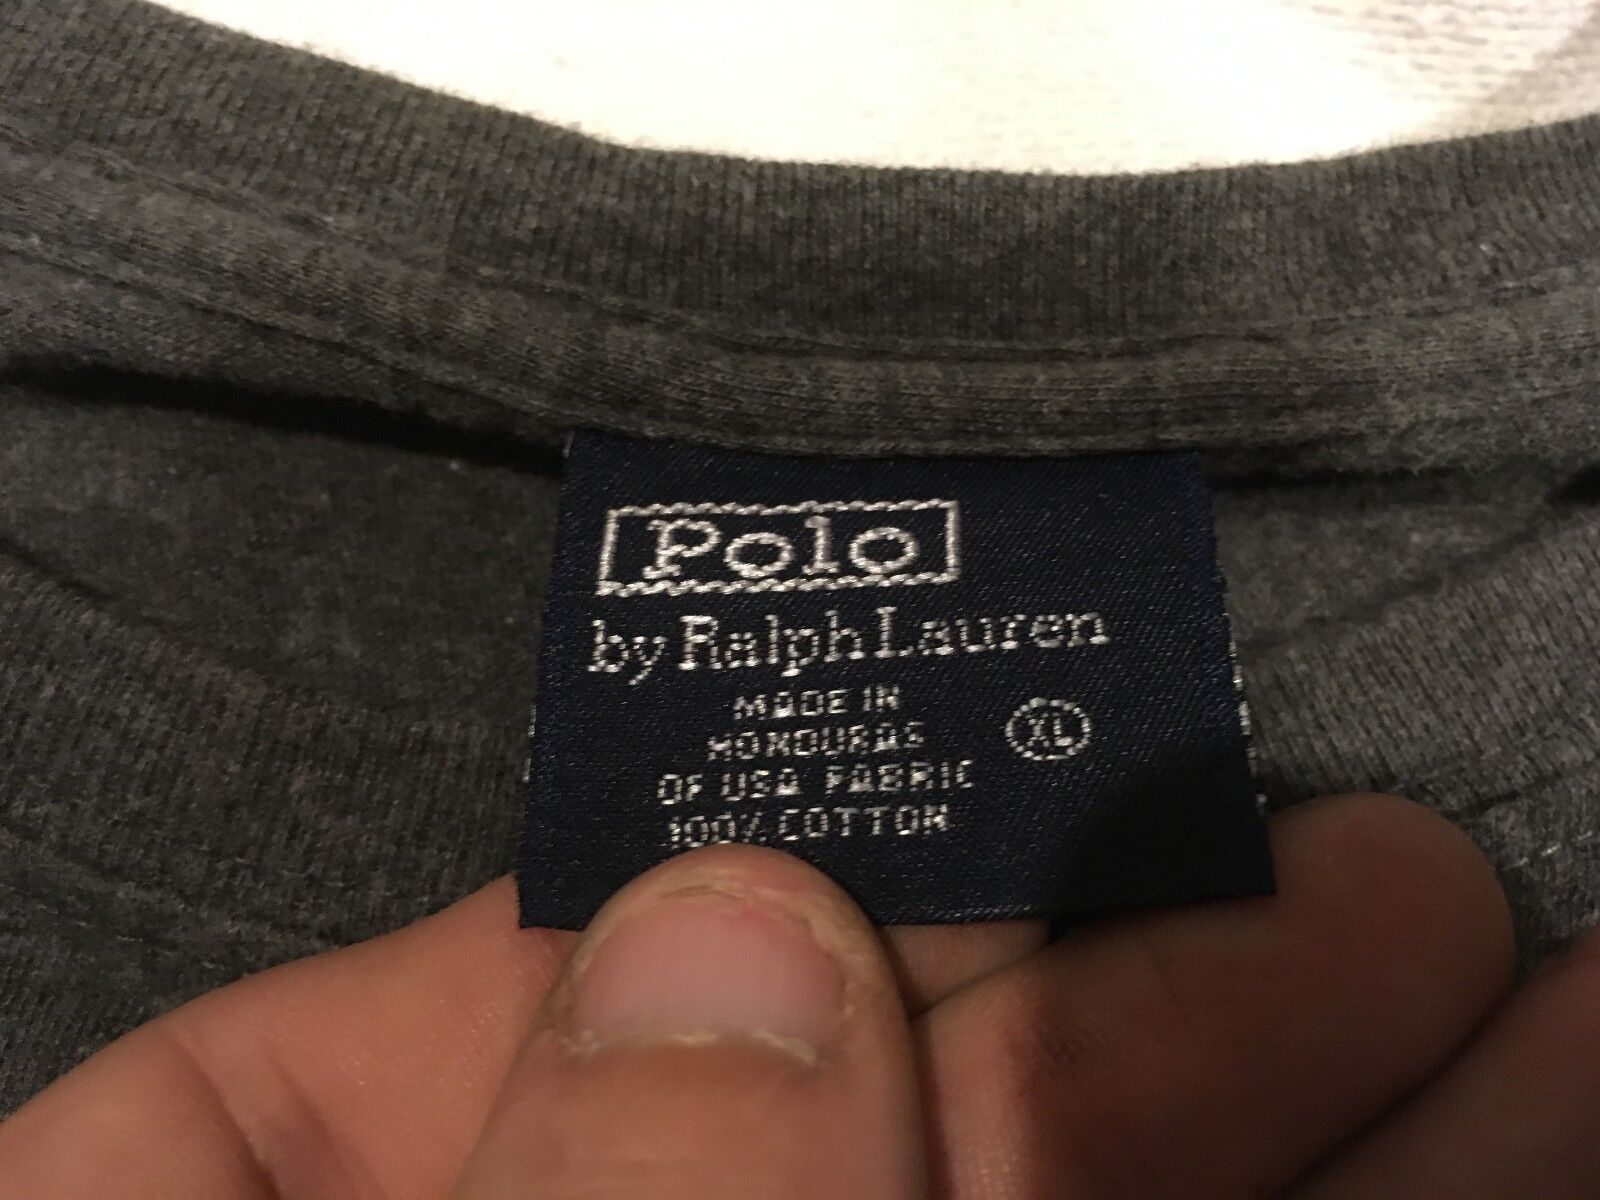 Polo
by Ralph Lauren
MADE IN
HONDURAS
OF USA FABRIC
100% COTTON
XL